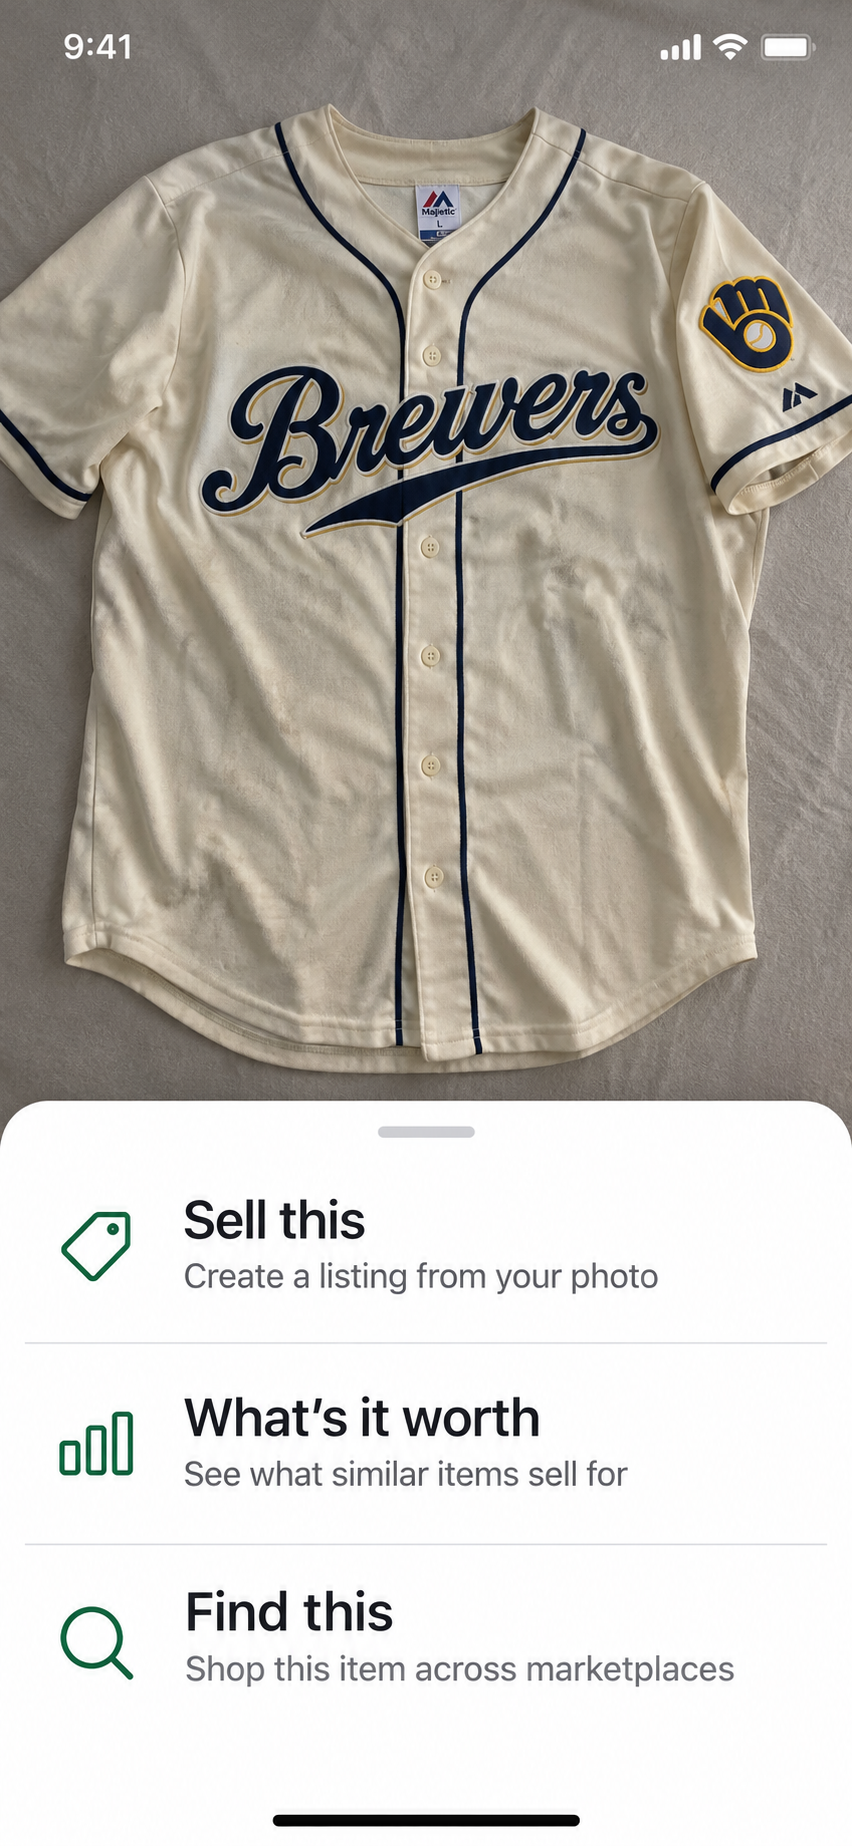 9:41
Majetic
L
Brewers
Sell this
Create a listing from your photo
What's it worth
See what similar items sell for
Find this
Shop this item across marketplaces